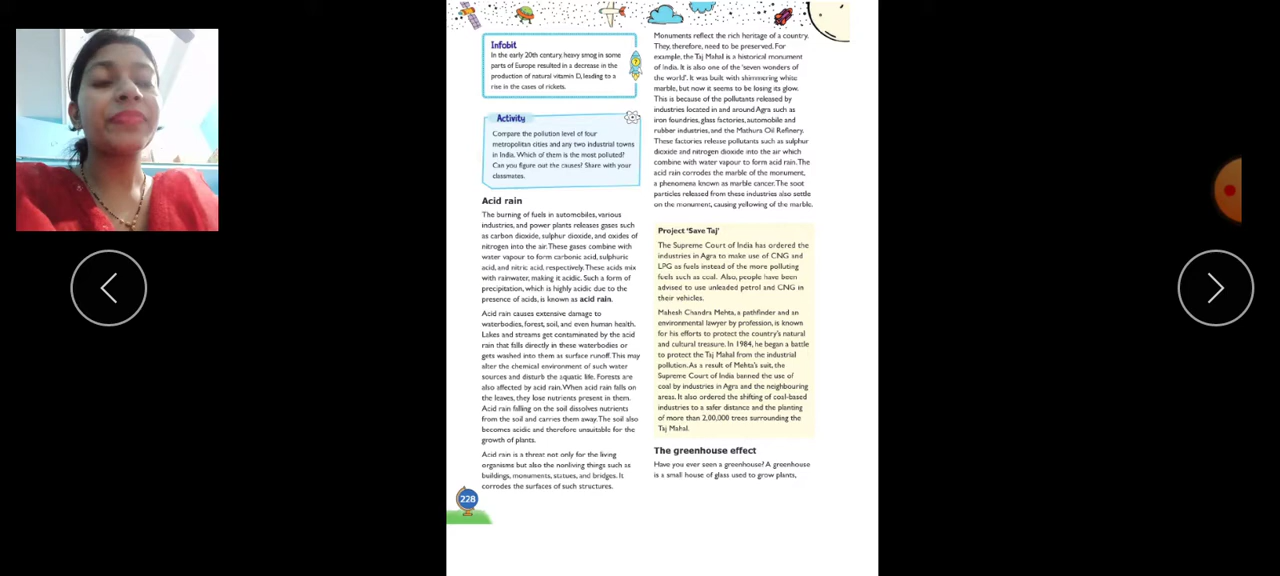 Infobit
In the early 20th century, heavy smog in some
parts of Europe resulted in a decrease in the
production of natural vitamin D, leading to a
rise in the cases of rickets.
Activity
Compare the pollution level of four
metropolitan cities and any two industrial towns
in India. Which of them is the most polluted?
Can you figure out the causes? Share with your
classmates.
Acid rain
The burning of fuels in automobiles, various
industries, and power plants releases gases such
as carbon dioxide, sulphur dioxide, and oxides of
nitrogen into the air. These gases combine with
water vapour to form carbonic acid, sulphuric
acid, and nitric acid, respectively. These acids mix
with rainwater, making it acidic. Such a form of
precipitation, which is highly acidic due to the
presence of acids, is known as acid rain.
Acid rain causes extensive damage to
waterbodies, forest, soil, and even human health.
Lakes and streams get contaminated by the acid
rain that falls directly in these waterbodies or
gets washed into them as surface runoff. This may
alter the chemical environment of such water
sources and disturb the aquatic life. Forests are
also affected by acid rain. When acid rain falls on
the leaves, they lose nutrients present in them.
Acid rain falling on the soil dissolves nutrients
from the soil and carries them away. The soil also
becomes acidic and therefore unsuitable for the
growth of plants.
Acid rain is a threat not only for the living
organisms but also the nonliving things such as
buildings, monuments, statues, and bridges. It
corrodes the surfaces of such structures.
228
Monuments reflect the rich heritage of a country.
They, therefore, need to be preserved. For
example, the Taj Mahal is a historical monument
of India. It is also one of the 'seven wonders of
the world'. It was built with shimmering white
marble, but now it seems to be losing its glow.
This is because of the pollutants released by
industries located in and around Agra such as
iron foundries, glass factories, automobile and
rubber industries, and the Mathura Oil Refinery.
These factories release pollutants such as sulphur
dioxide and nitrogen dioxide into the air which
combine with water vapour to form acid rain. The
acid rain corrodes the marble of the monument,
a phenomena known as marble cancer. The soot
particles released from these industries also settle
on the monument, causing yellowing of the marble.
Project 'Save Taj'
The Supreme Court of India has ordered the
industries in Agra to make use of CNG and
LPG as fuels instead of the more polluting
fuels such as coal. Also, people have been
advised to use unleaded petrol and CNG in
their vehicles.
Mahesh Chandra Mehta, a pathfinder and an
environmental lawyer by profession, is known
for his efforts to protect the country's natural
and cultural treasure. In 1984, he began a battle
to protect the Taj Mahal from the industrial
pollution. As a result of Mehta's suit, the
Supreme Court of India banned the use of
coal by industries in Agra and the neighbouring
areas. It also ordered the shifting of coal-based
industries to a safer distance and the planting
of more than 2,00,000 trees surrounding the
Taj Mahal.
The greenhouse effect
Have you ever seen a greenhouse? A greenhouse
is a small house of glass used to grow plants,